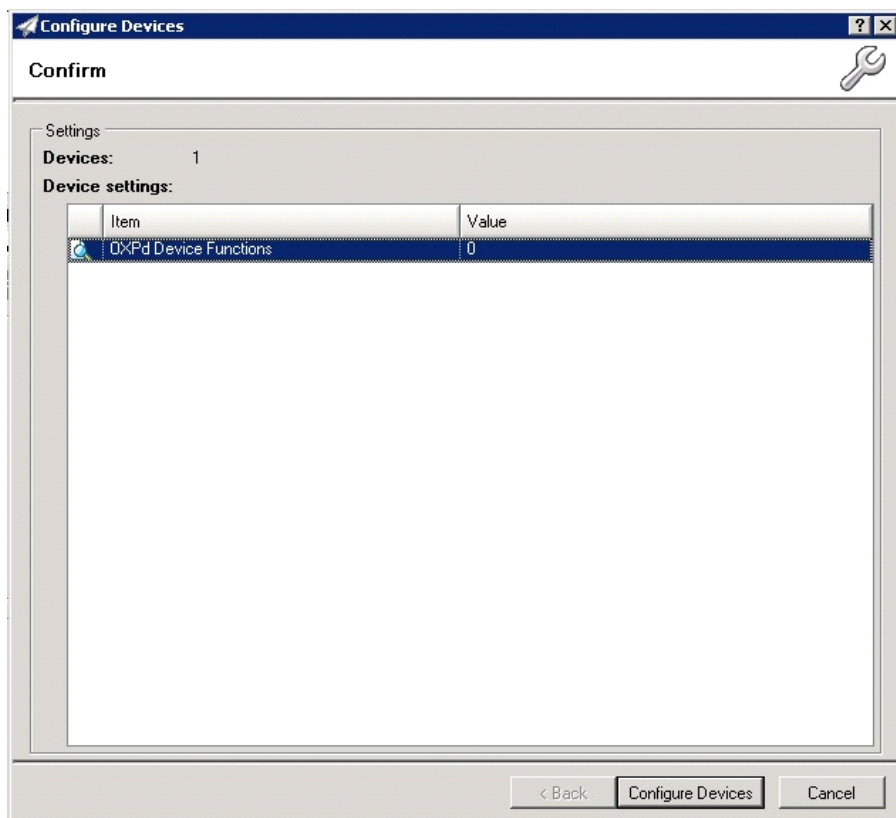 Configure Devices
Confirm
Settings
Devices: 1
Device settings:
Item Value
OXPd Device Functions 0
< Back Configure Devices Cancel